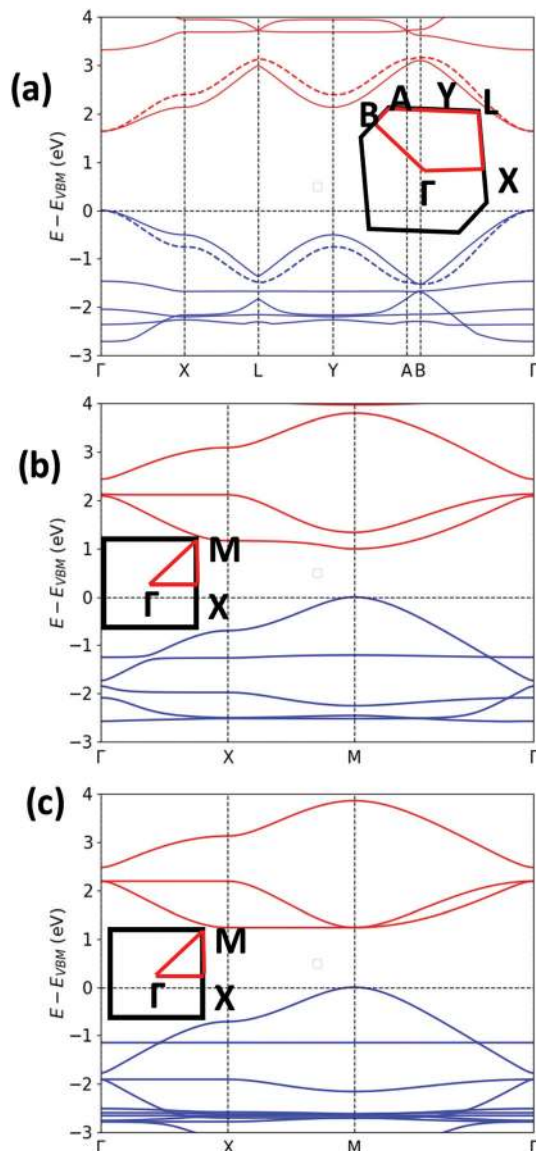 (a)
4
3
2
1
0
−1
−2
−3
E − E_VBM (eV)
B A Y L
Γ X
Γ X L Y A B Γ
(b)
4
3
2
1
0
−1
−2
−3
E − E_VBM (eV)
M
Γ X
Γ X M Γ
(c)
4
3
2
1
0
−1
−2
−3
E − E_VBM (eV)
M
Γ X
Γ X M Γ